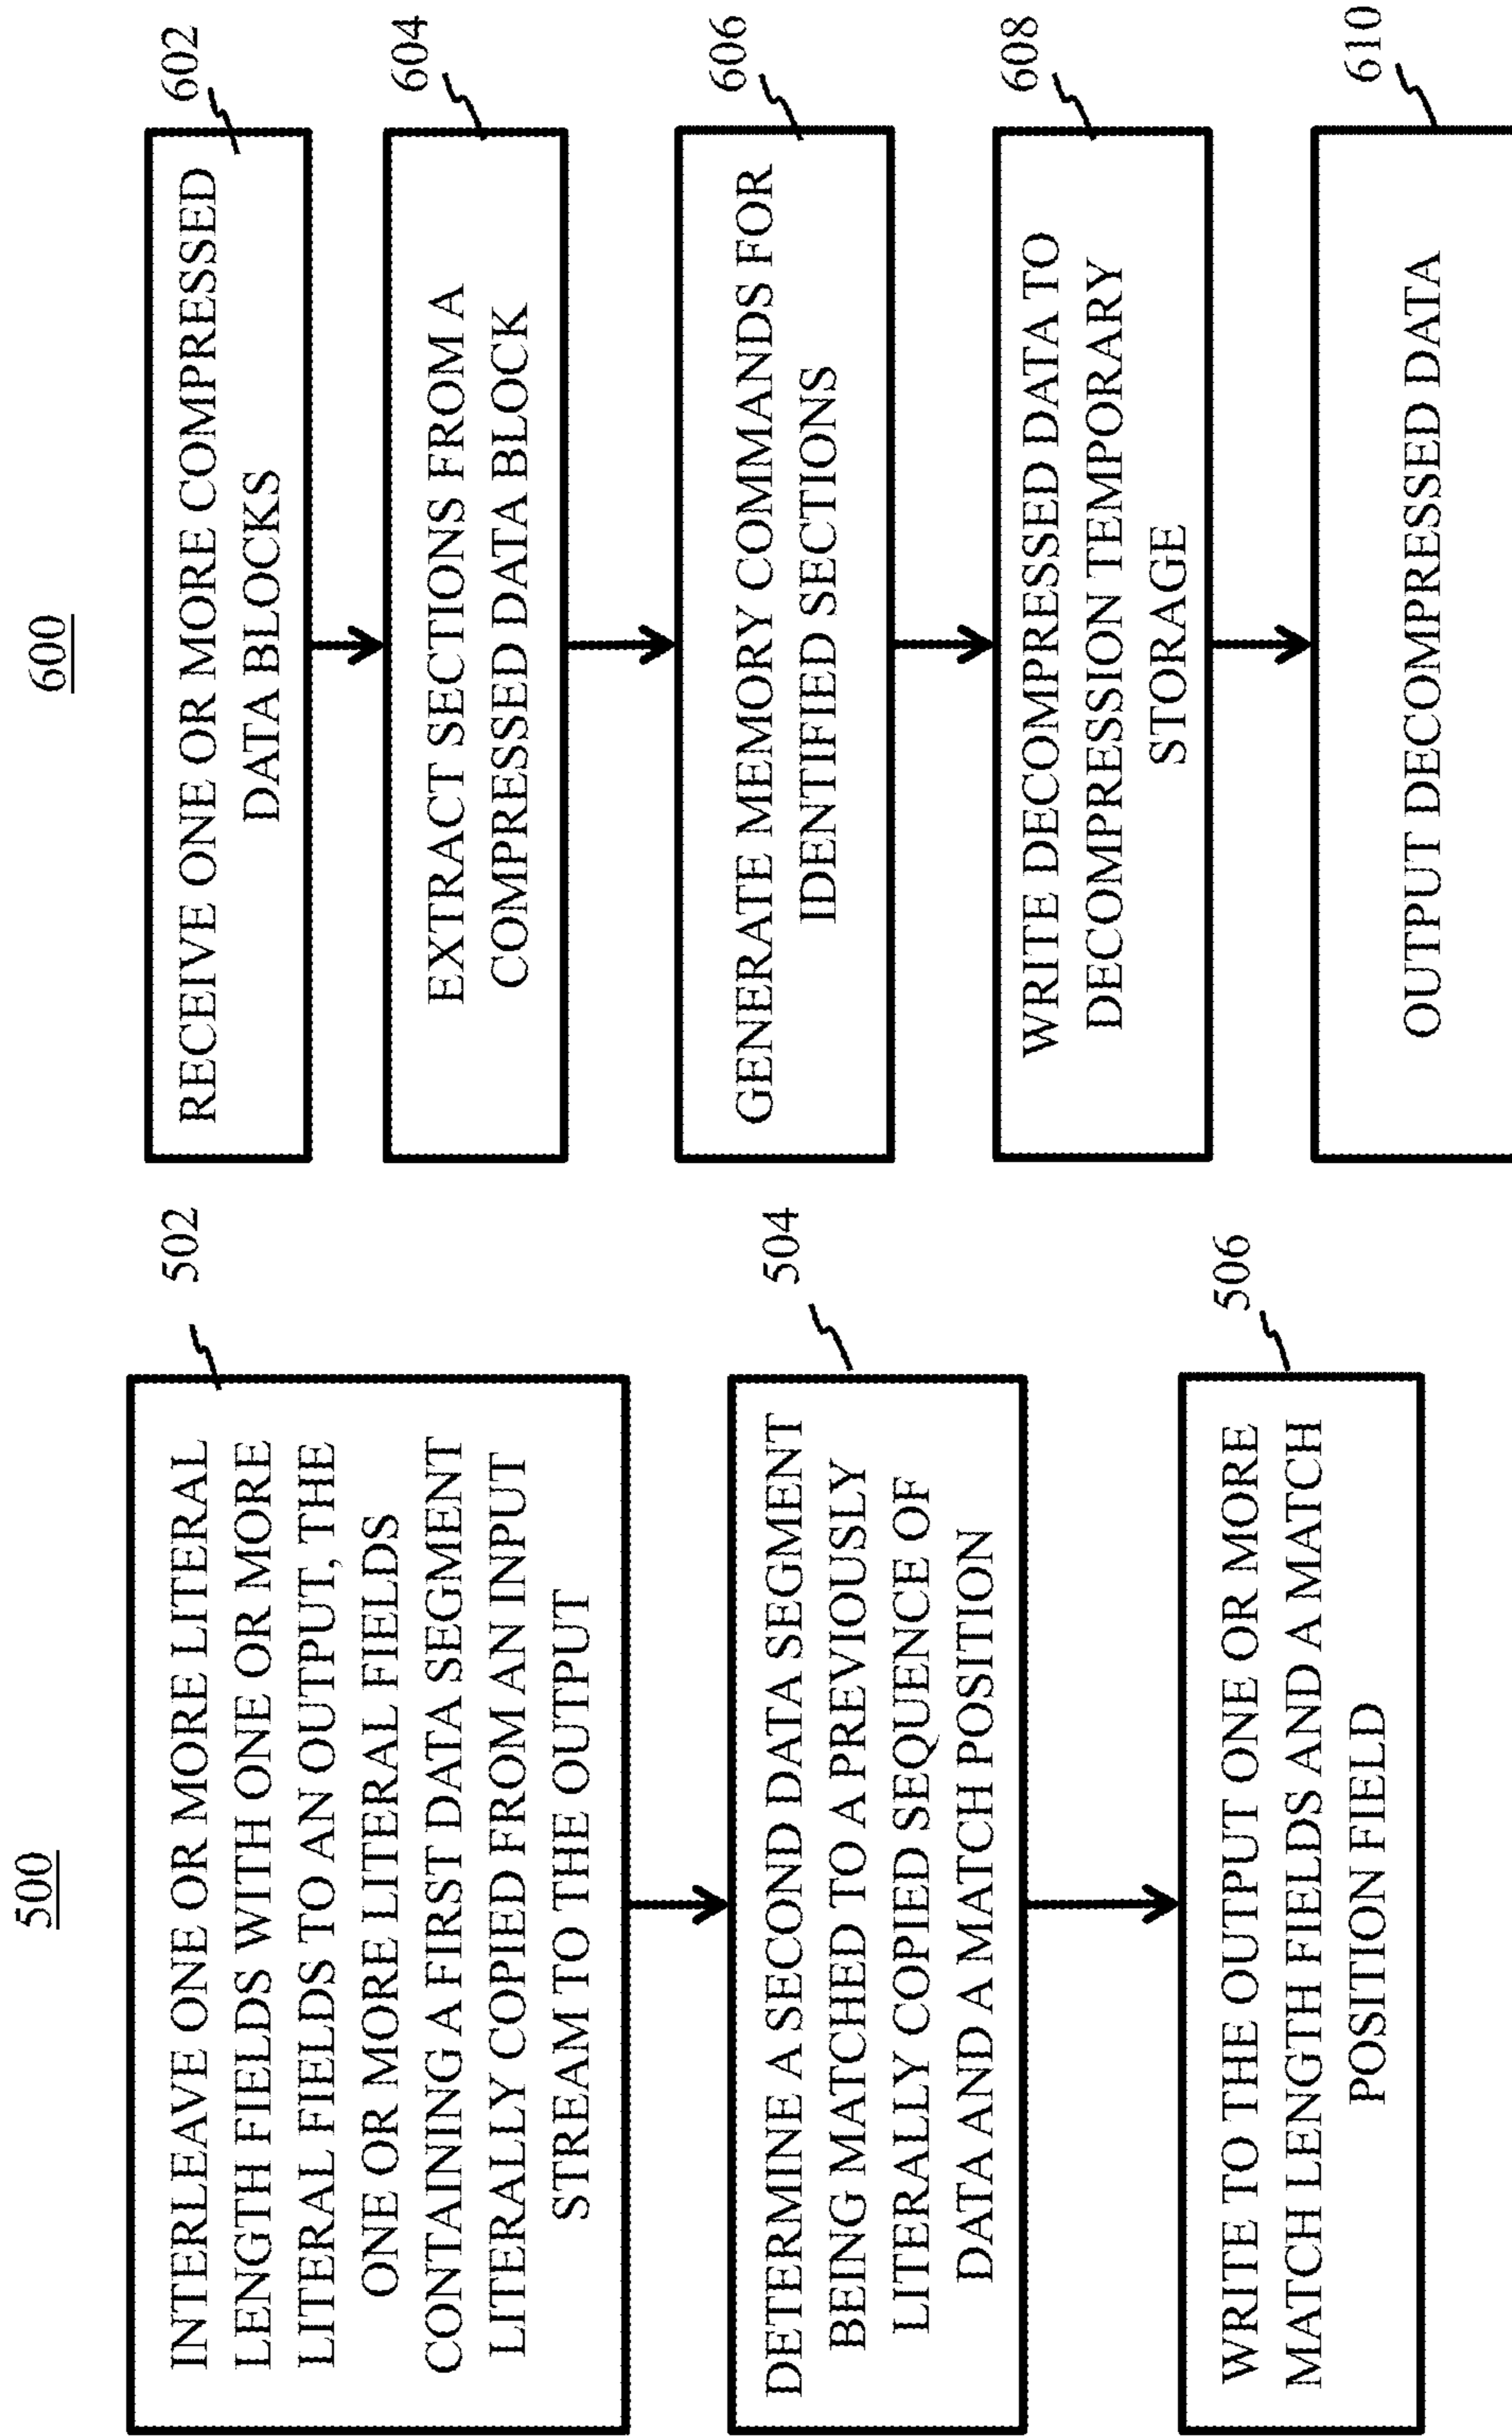 500
INTERLEAVE ONE OR MORE LITERAL
LENGTH FIELDS WITH ONE OR MORE
LITERAL FIELDS TO AN OUTPUT, THE
ONE OR MORE LITERAL FIELDS
CONTAINING A FIRST DATA SEGMENT
LITERALLY COPIED FROM AN INPUT
STREAM TO THE OUTPUT
502
DETERMINE A SECOND DATA SEGMENT
BEING MATCHED TO A PREVIOUSLY
LITERALLY COPIED SEQUENCE OF
DATA AND A MATCH POSITION
504
WRITE TO THE OUTPUT ONE OR MORE
MATCH LENGTH FIELDS AND A MATCH
POSITION FIELD
506
600
RECEIVE ONE OR MORE COMPRESSED
DATA BLOCKS
602
EXTRACT SECTIONS FROM A
COMPRESSED DATA BLOCK
604
GENERATE MEMORY COMMANDS FOR
IDENTIFIED SECTIONS
606
WRITE DECOMPRESSED DATA TO
DECOMPRESSION TEMPORARY
STORAGE
608
OUTPUT DECOMPRESSED DATA
610